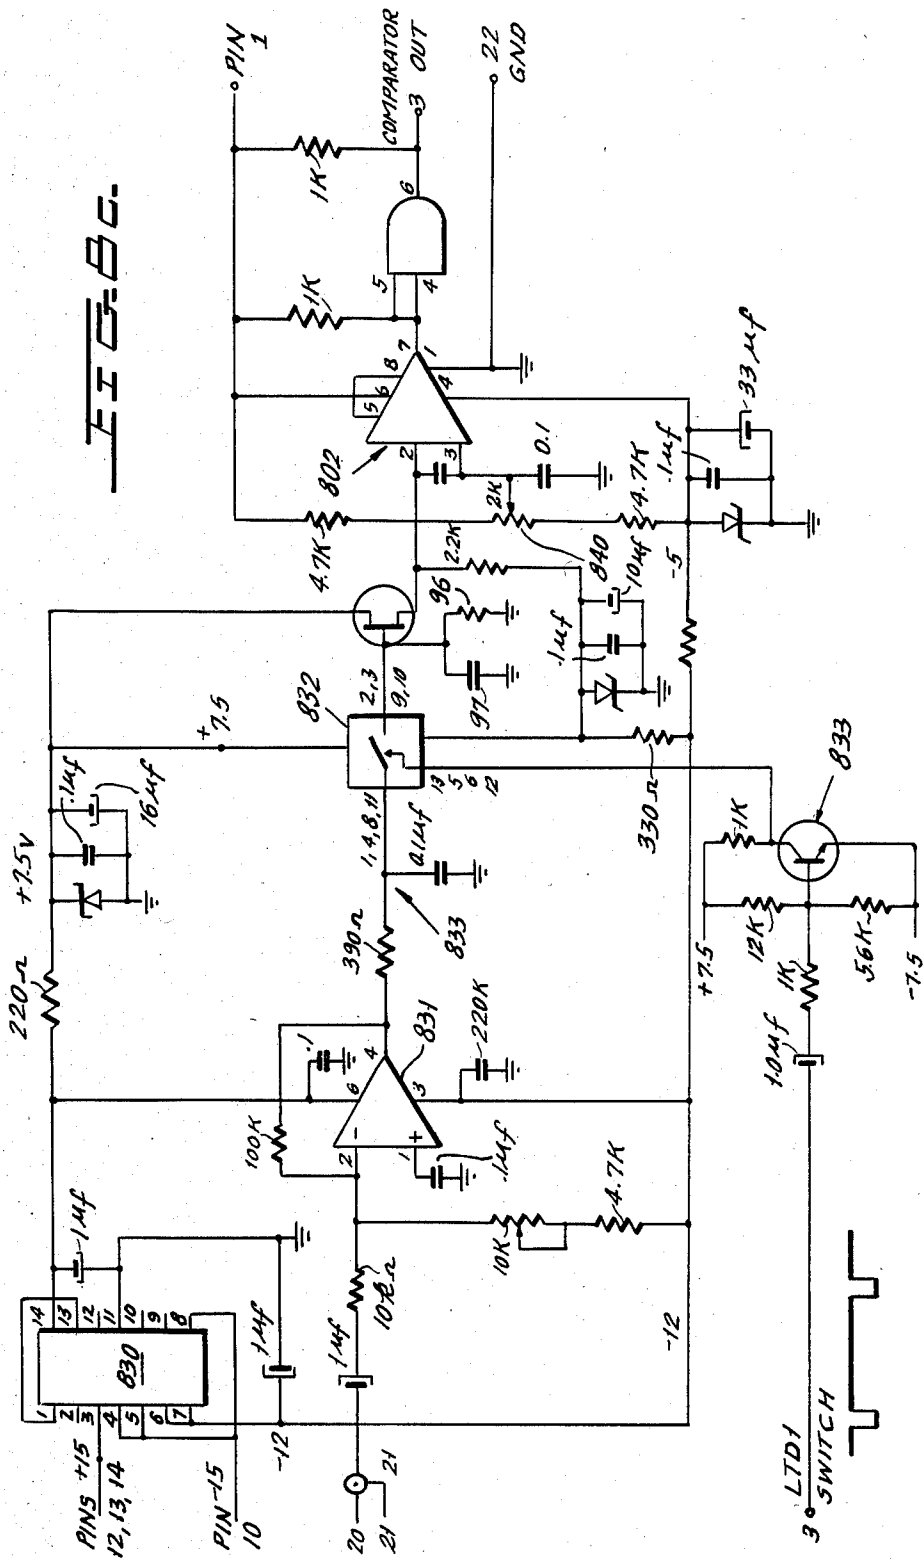 FIG. 8C.
PIN 1
1K
COMPARATOR
OUT
3
22
GND
6
5
4
1K
7
1
8
6
5
4
802
2
3
0.1
33 µf
.1µf
4.7K
2K
4.7K
840
2.2K
-5
10µf
.1µf
96
97
2,3
9,10
832
+7.5
13
5
6
12
1,4,8,11
0.1µf
330Ω
.1µf
16µf
+7.5V
220Ω
390Ω
833
833
1K
+7.5
12K
5.6K
-7.5
1K
1.0µf
831
4
6
3
.1
220K
100K
2
1
-
+
.1µf
10K
4.7K
1µf
14
13
12
11
10
9
8
830
1
2
3
4
5
6
7
1µf
1µf
-12
-12
PINS +15
12, 13, 14
PIN -15
10
20
21
21
3
LTD1
SWITCH